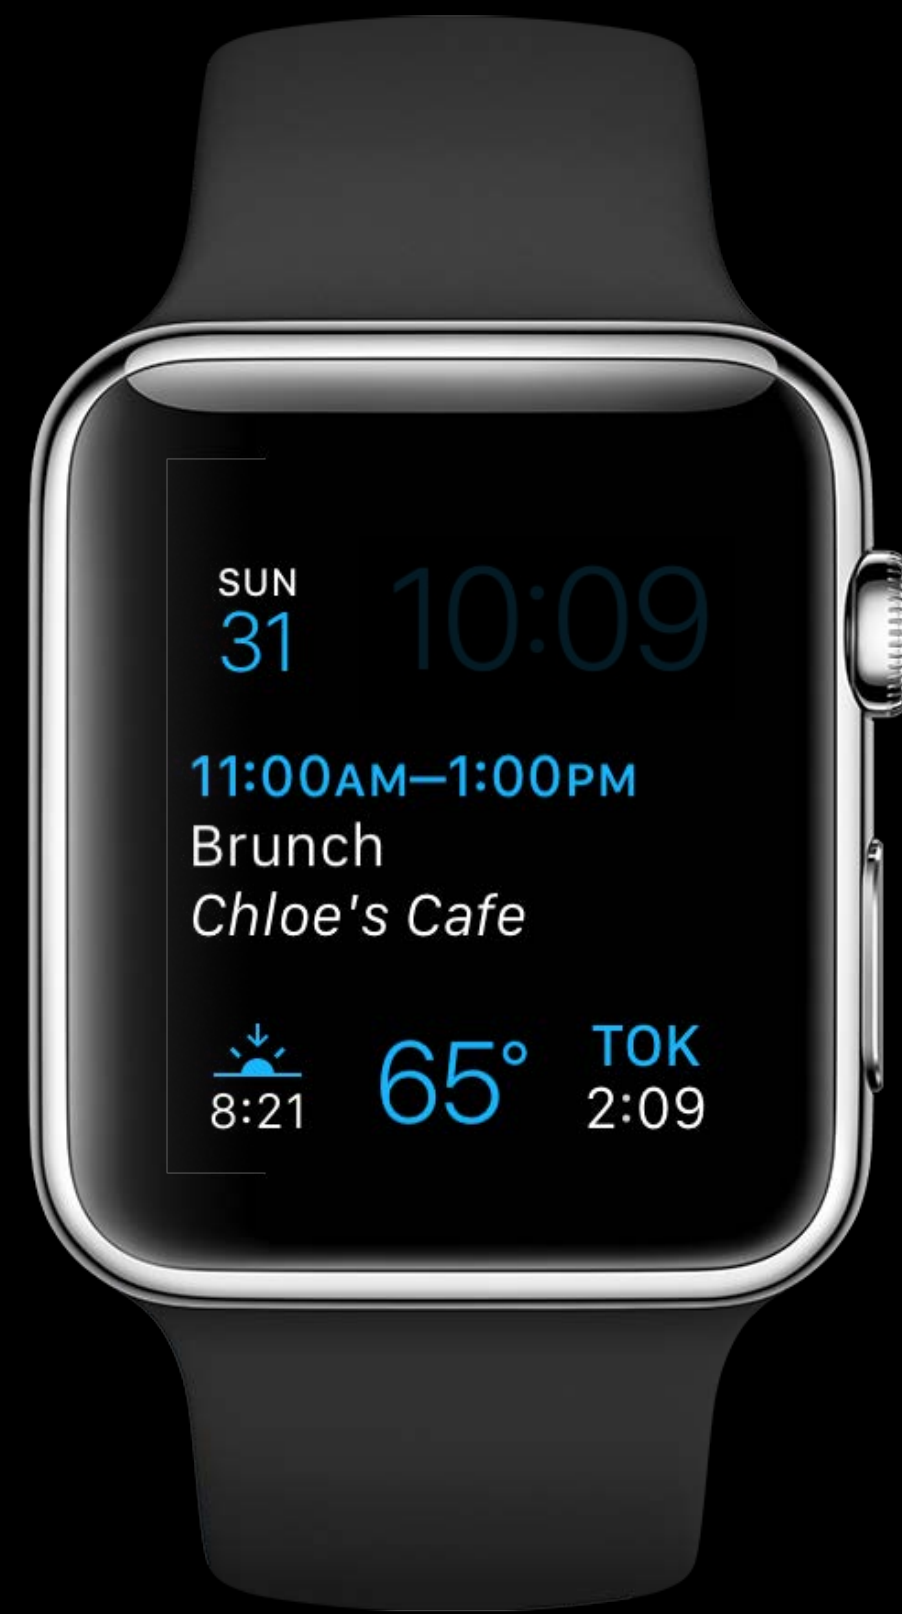 SUN
31
10:09
11:00AM–1:00PM
Brunch
Chloe's Cafe
8:21
65°
TOK
2:09